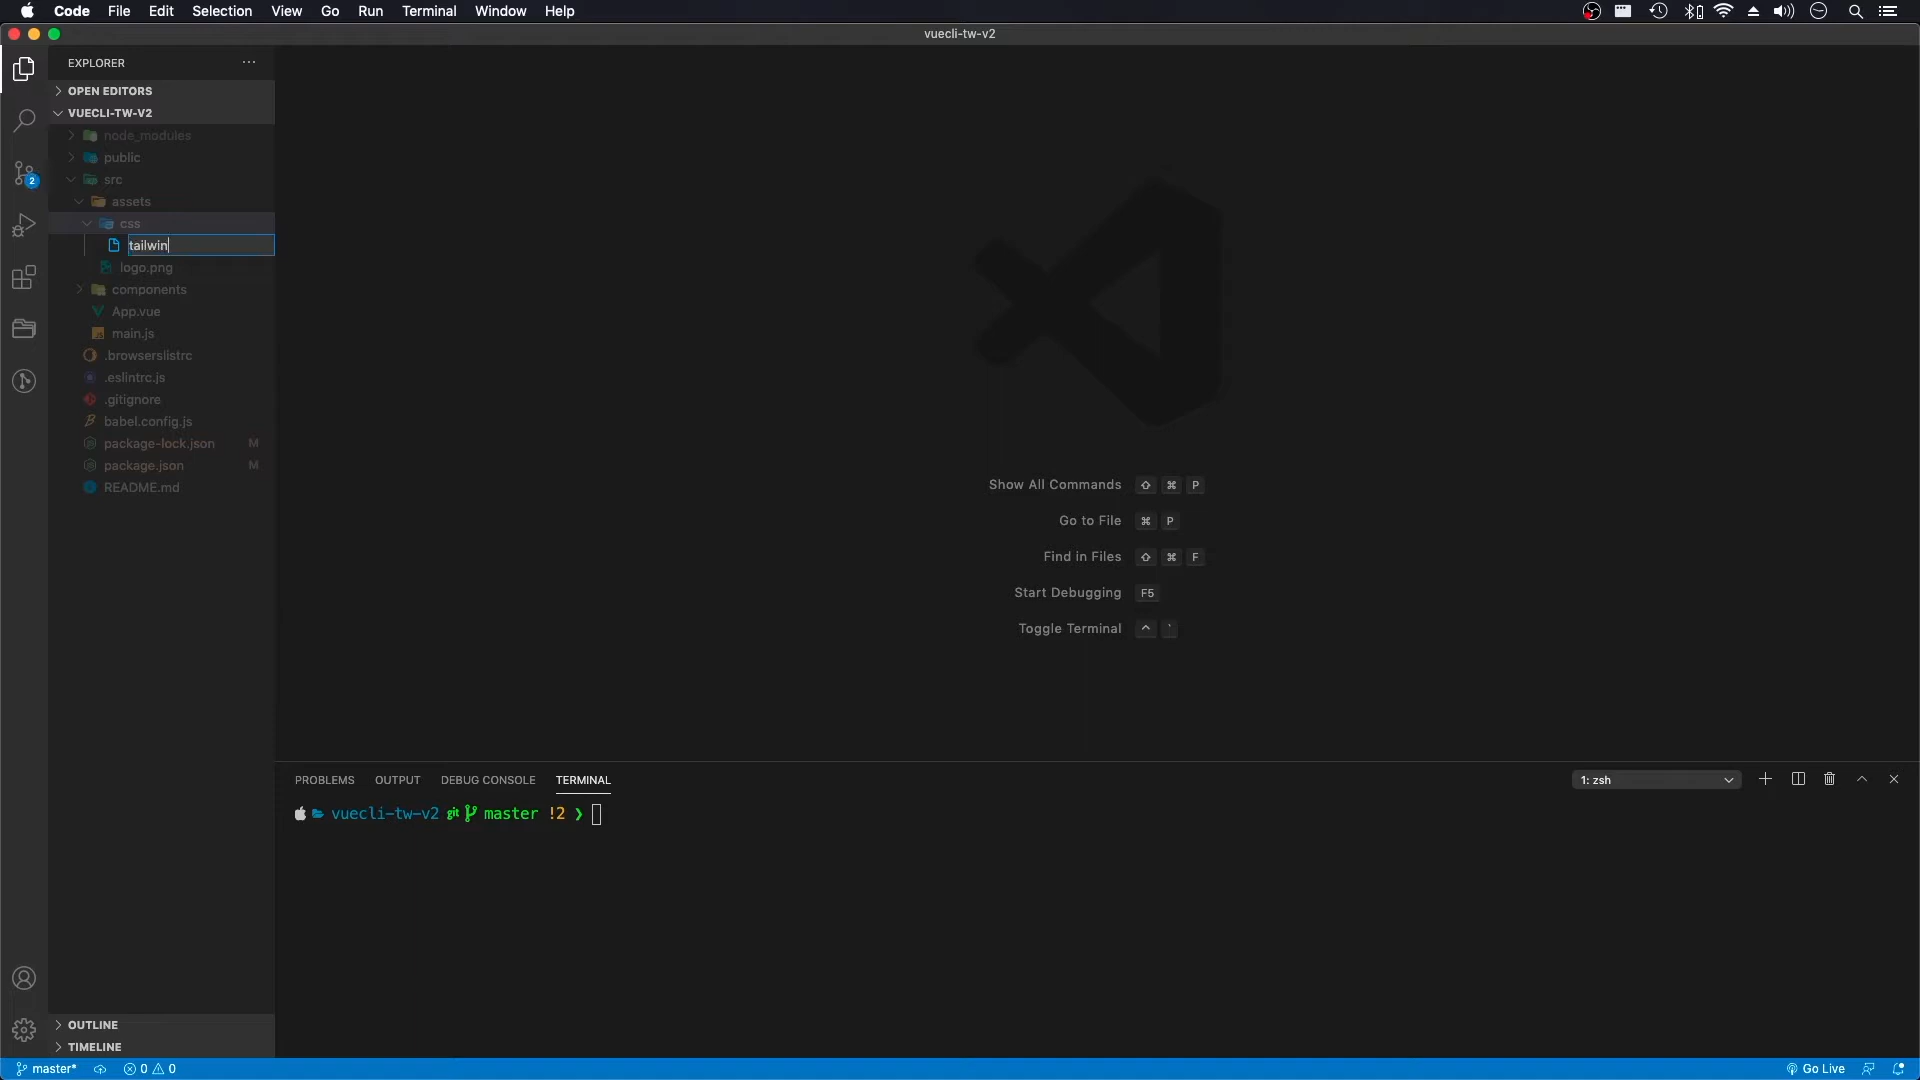 Code File Edit Selection View Go Run Terminal Window Help
vuecli-tw-v2
EXPLORER
OPEN EDITORS
VUECLI-TW-V2
node_modules
public
src
assets
css
tailwin
logo.png
components
App.vue
main.js
.browserslistrc
.eslintrc.js
.gitignore
babel.config.js
package-lock.json M
package.json M
README.md
2
Show All Commands ⇧ ⌘ P
Go to File ⌘ P
Find in Files ⇧ ⌘ F
Start Debugging F5
Toggle Terminal ^ `
PROBLEMS OUTPUT DEBUG CONSOLE TERMINAL
1: zsh
vuecli-tw-v2 git master !2 ❯
OUTLINE
TIMELINE
master* 0 0 Go Live